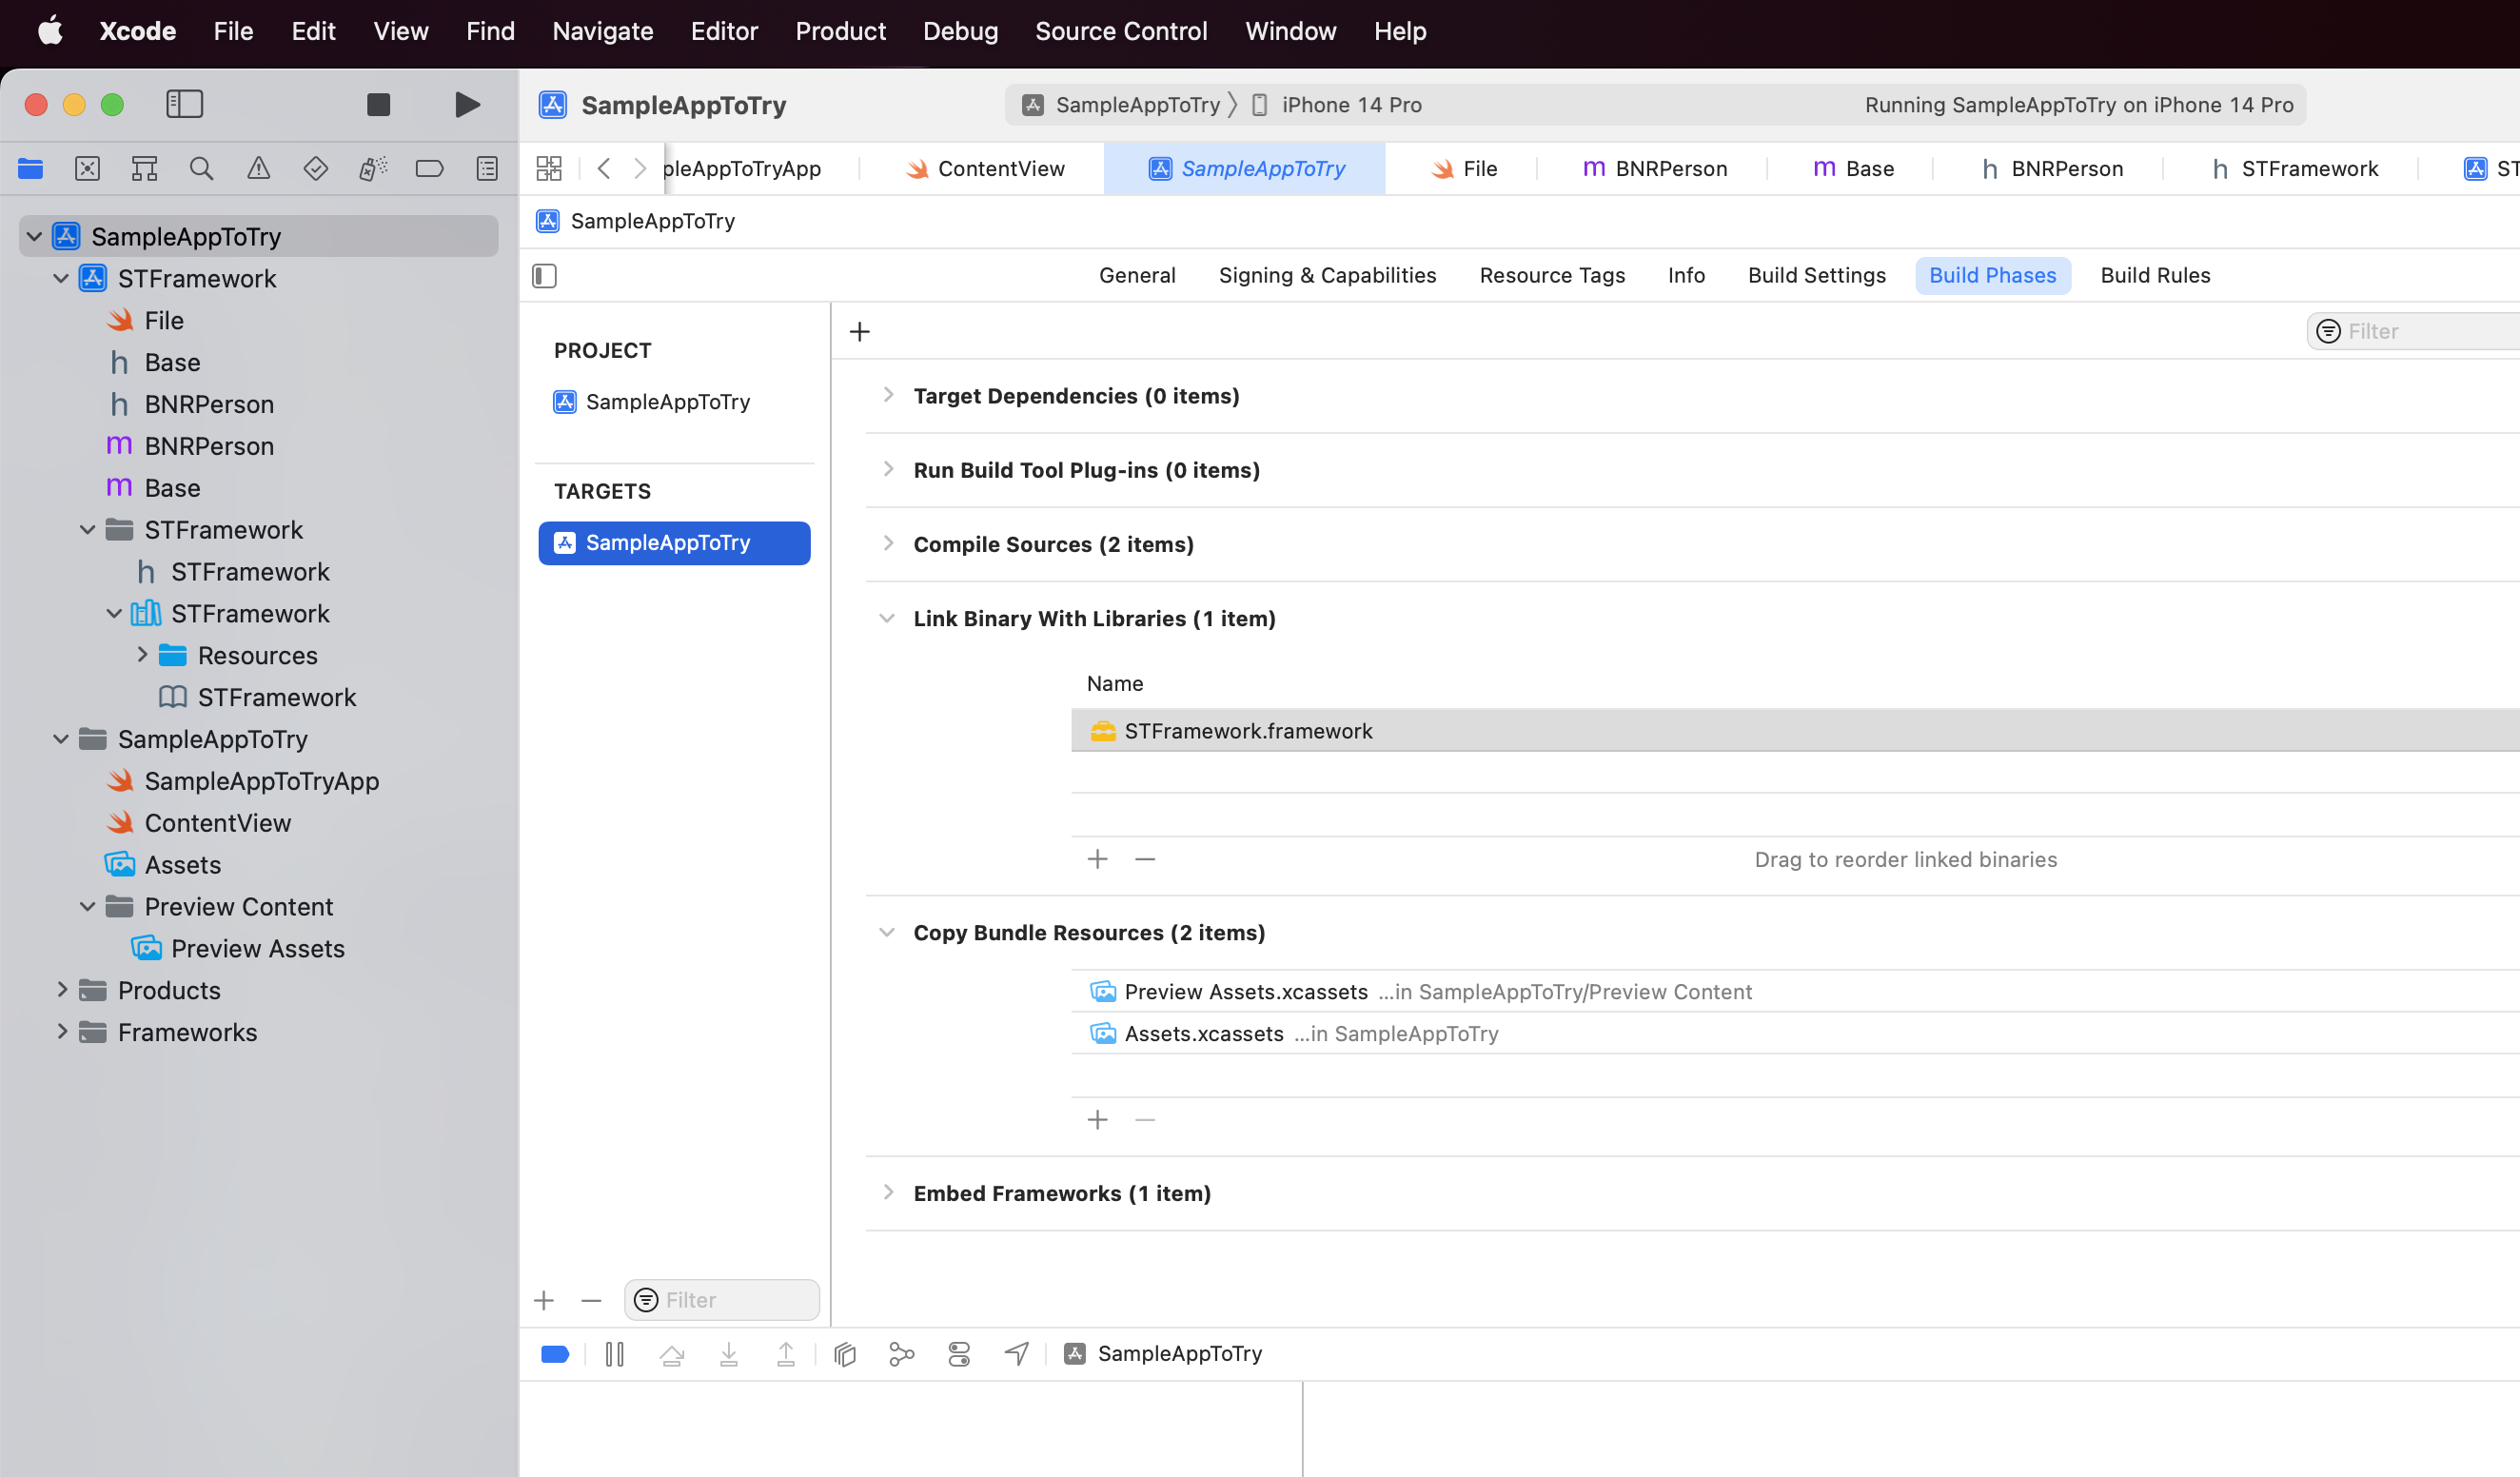 Xcode File Edit View Find Navigate Editor Product Debug Source Control Window Help
SampleAppToTry SampleAppToTry iPhone 14 Pro Running SampleAppToTry on iPhone 14 Pro
pleAppToTryApp ContentView SampleAppToTry File m BNRPerson m Base h BNRPerson h STFramework ST
SampleAppToTry
General Signing & Capabilities Resource Tags Info Build Settings Build Phases Build Rules
SampleAppToTry
STFramework
File
h Base
h BNRPerson
m BNRPerson
m Base
STFramework
h STFramework
STFramework
Resources
STFramework
SampleAppToTry
SampleAppToTryApp
ContentView
Assets
Preview Content
Preview Assets
Products
Frameworks
PROJECT
SampleAppToTry
TARGETS
SampleAppToTry
Filter
Filter
Target Dependencies (0 items)
Run Build Tool Plug-ins (0 items)
Compile Sources (2 items)
Link Binary With Libraries (1 item)
Name
STFramework.framework
Drag to reorder linked binaries
Copy Bundle Resources (2 items)
Preview Assets.xcassets ...in SampleAppToTry/Preview Content
Assets.xcassets ...in SampleAppToTry
Embed Frameworks (1 item)
SampleAppToTry